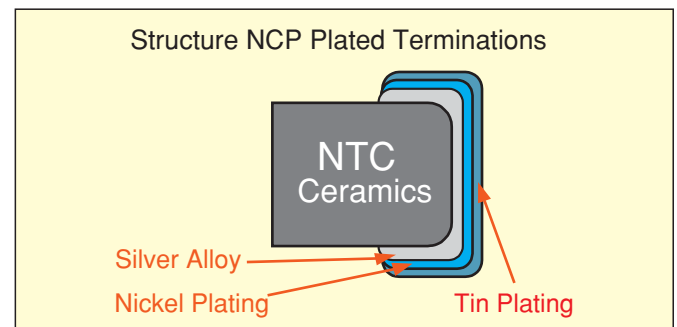 Structure NCP Plated Terminations
NTC
Ceramics
Silver Alloy
Nickel Plating
Tin Plating